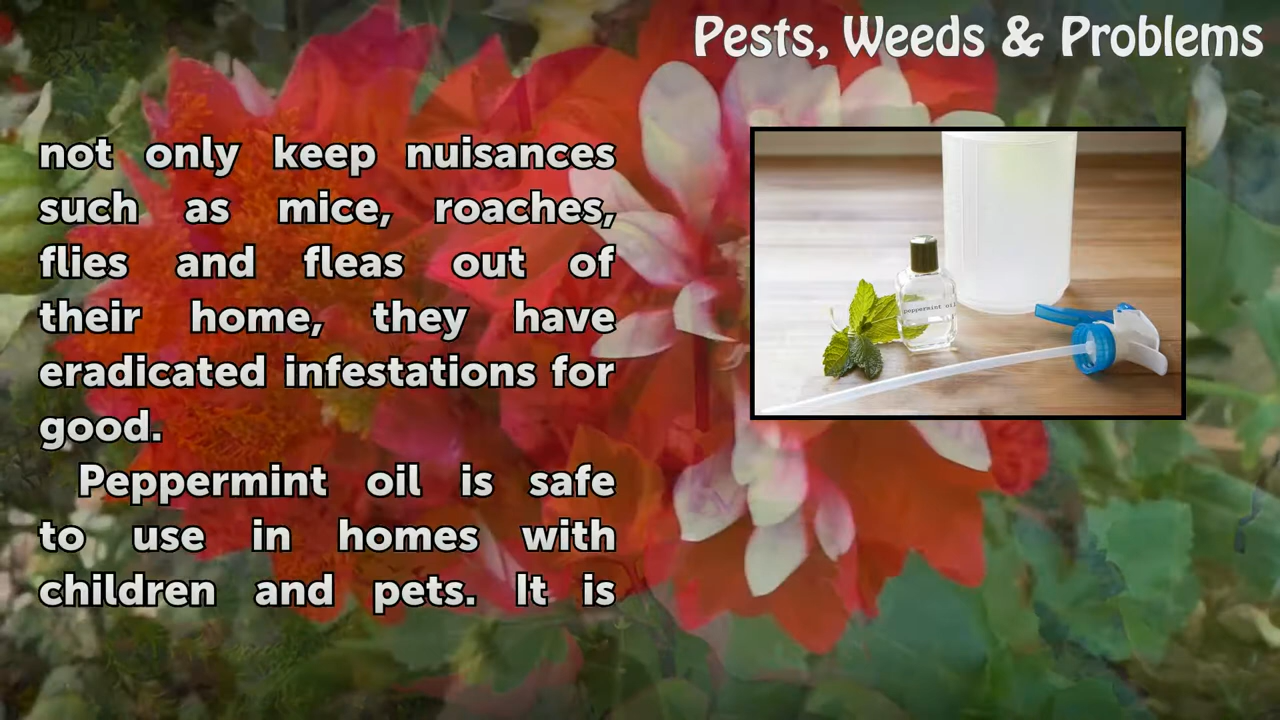 Pests, Weeds & Problems
not only keep nuisances
such as mice, roaches,
flies and fleas out of
their home, they have
eradicated infestations for
good.
Peppermint oil is safe
to use in homes with
children and pets. It is
peppermint oil